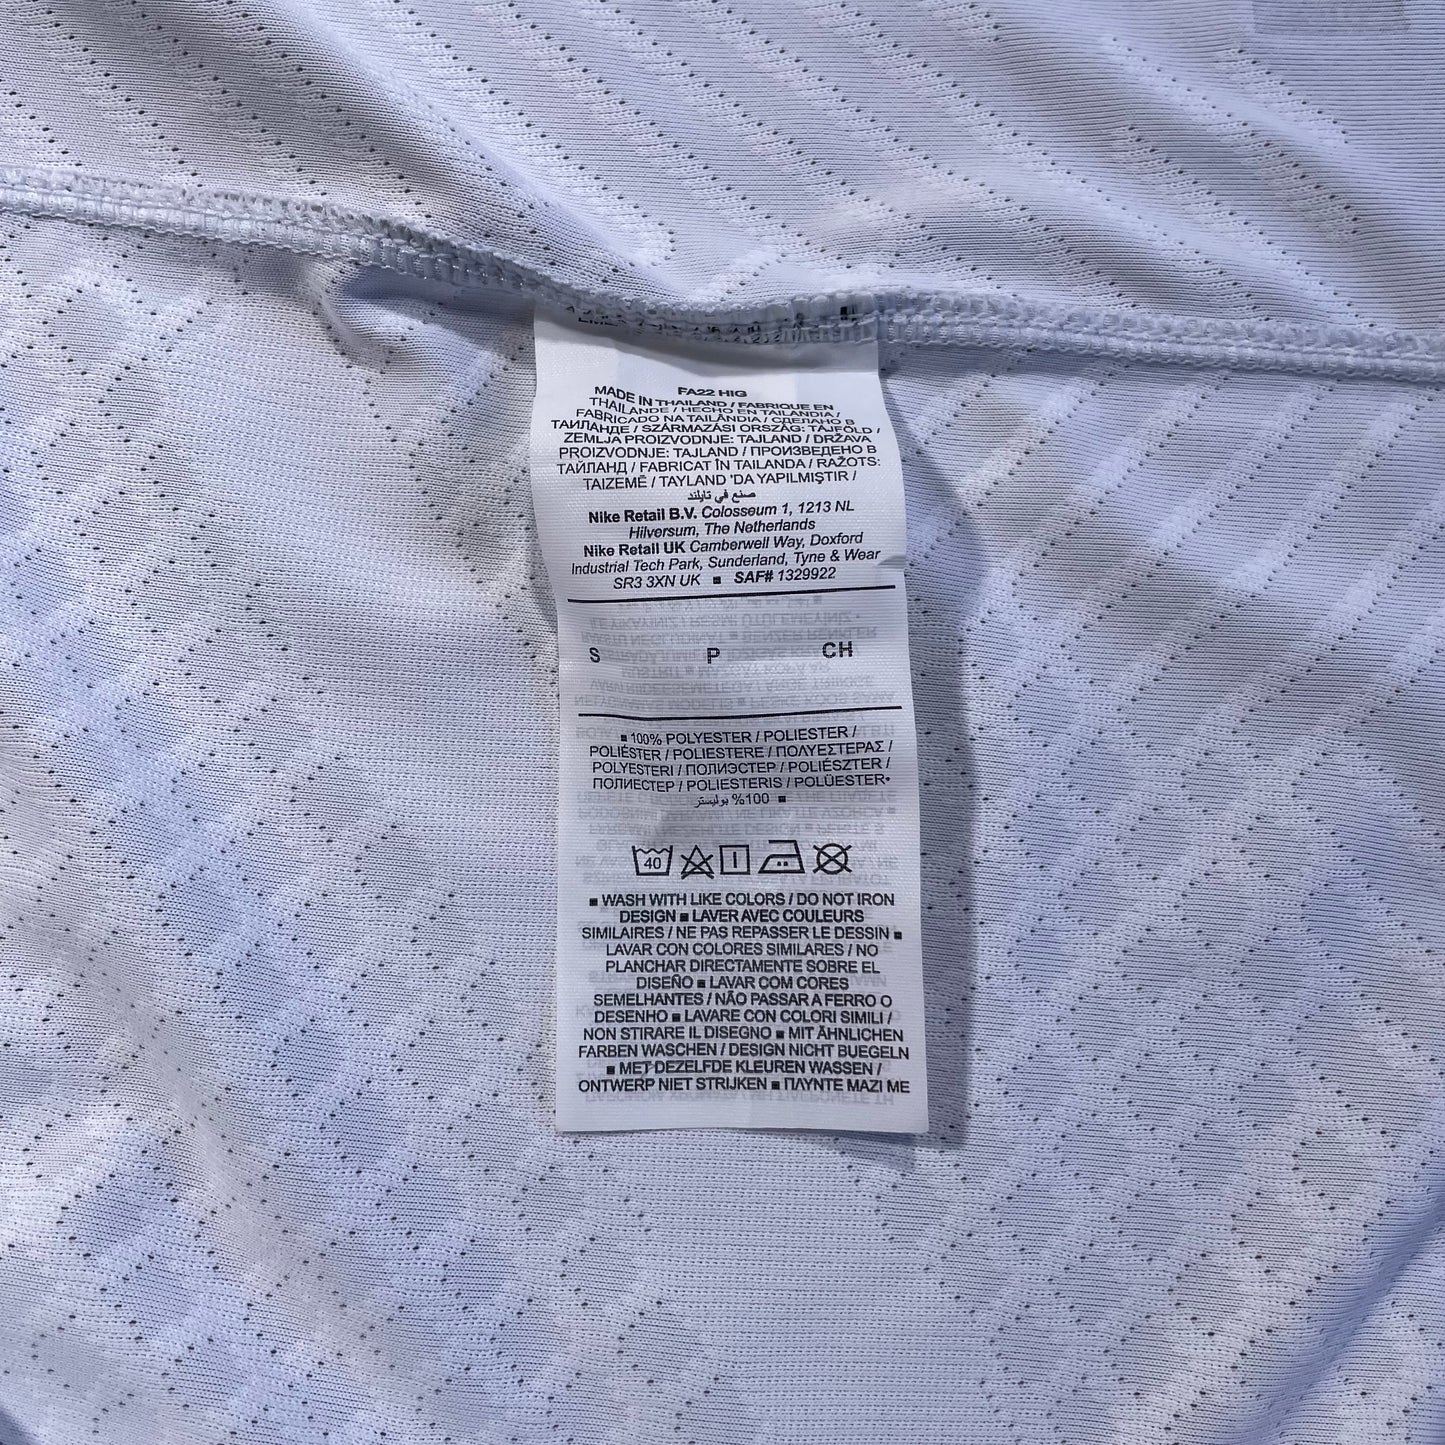 FA22 HIG
MADE IN THAILAND / FABRIQUE EN
THAILANDE / HECHO EN TAILANDIA /
FABRICADO NA TAILÂNDIA / СДЕЛАНО В
ТАИЛАНДЕ / SZÁRMAZÁSI ORSZÁG: TAJFÖLD /
ZEMLJA PROIZVODNJE: TAJLAND / DRŽAVA
PROIZVODNJE: TAJLAND / ПРОИЗВЕДЕНО В
ТАЙЛАНД / FABRICAT ÎN TAILANDA / RAŽOTS:
TAIZEMĒ / TAYLAND 'DA YAPILMIŞTIR /
صنع في تايلند
Nike Retail B.V. Colosseum 1, 1213 NL
Hilversum, The Netherlands
Nike Retail UK Camberwell Way, Doxford
Industrial Tech Park, Sunderland, Tyne & Wear
SR3 3XN UK ■ SAF# 1329922
S P CH
■ 100% POLYESTER / POLIESTER /
POLIÉSTER / POLIESTERE / ΠΟΛΥΕΣΤΕΡΑΣ /
POLYESTERI / ПОЛИЭСТЕР / POLIÉSZTER /
ПОЛИЕСТЕР / POLIESTERIS / POLÜESTER•
100% بوليستر ■
40
■ WASH WITH LIKE COLORS / DO NOT IRON
DESIGN ■ LAVER AVEC COULEURS
SIMILAIRES / NE PAS REPASSER LE DESSIN ■
LAVAR CON COLORES SIMILARES / NO
PLANCHAR DIRECTAMENTE SOBRE EL
DISEÑO ■ LAVAR COM CORES
SEMELHANTES / NÃO PASSAR A FERRO O
DESENHO ■ LAVARE CON COLORI SIMILI /
NON STIRARE IL DISEGNO ■ MIT ÄHNLICHEN
FARBEN WASCHEN / DESIGN NICHT BUEGELN
■ MET DEZELFDE KLEUREN WASSEN /
ONTWERP NIET STRIJKEN ■ ΠΛΥΝΤΕ ΜΑΖΙ ΜΕ